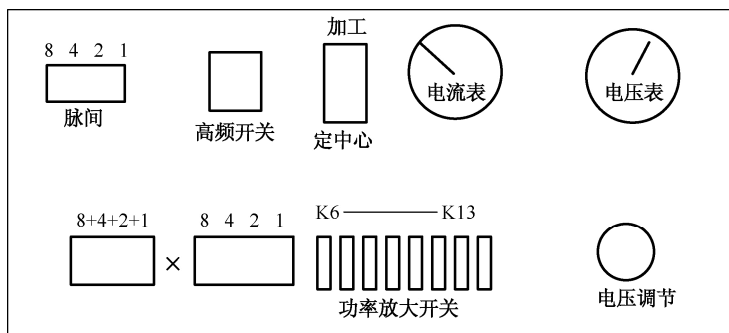 加工
8 4 2 1
电流表
电压表
脉间
高频开关
定中心
8+4+2+1
8 4 2 1
K6
K13
×
功率放大开关
电压调节